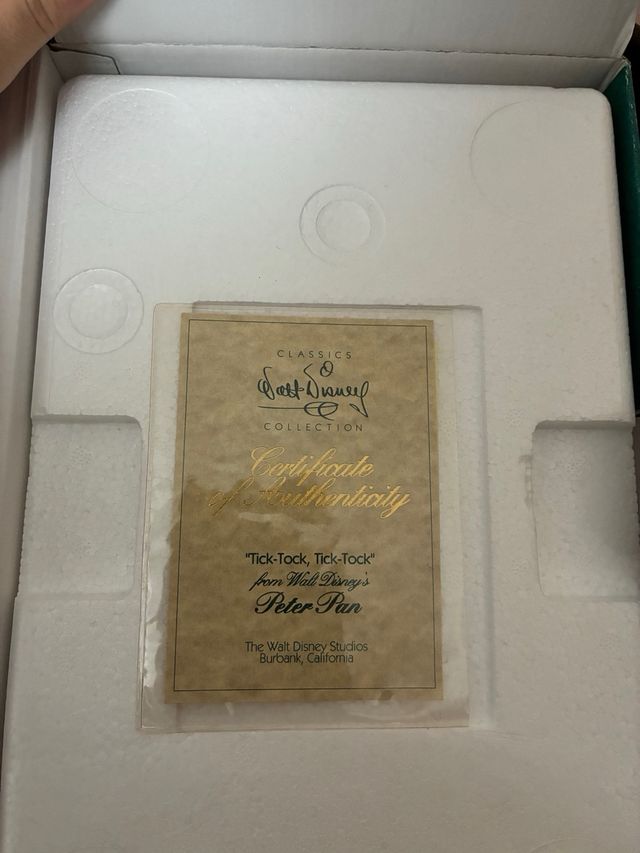 CLASSICS
Walt Disney
COLLECTION
Certificate
of Authenticity
"Tick-Tock, Tick-Tock"
from Walt Disney's
Peter Pan
The Walt Disney Studios
Burbank, California